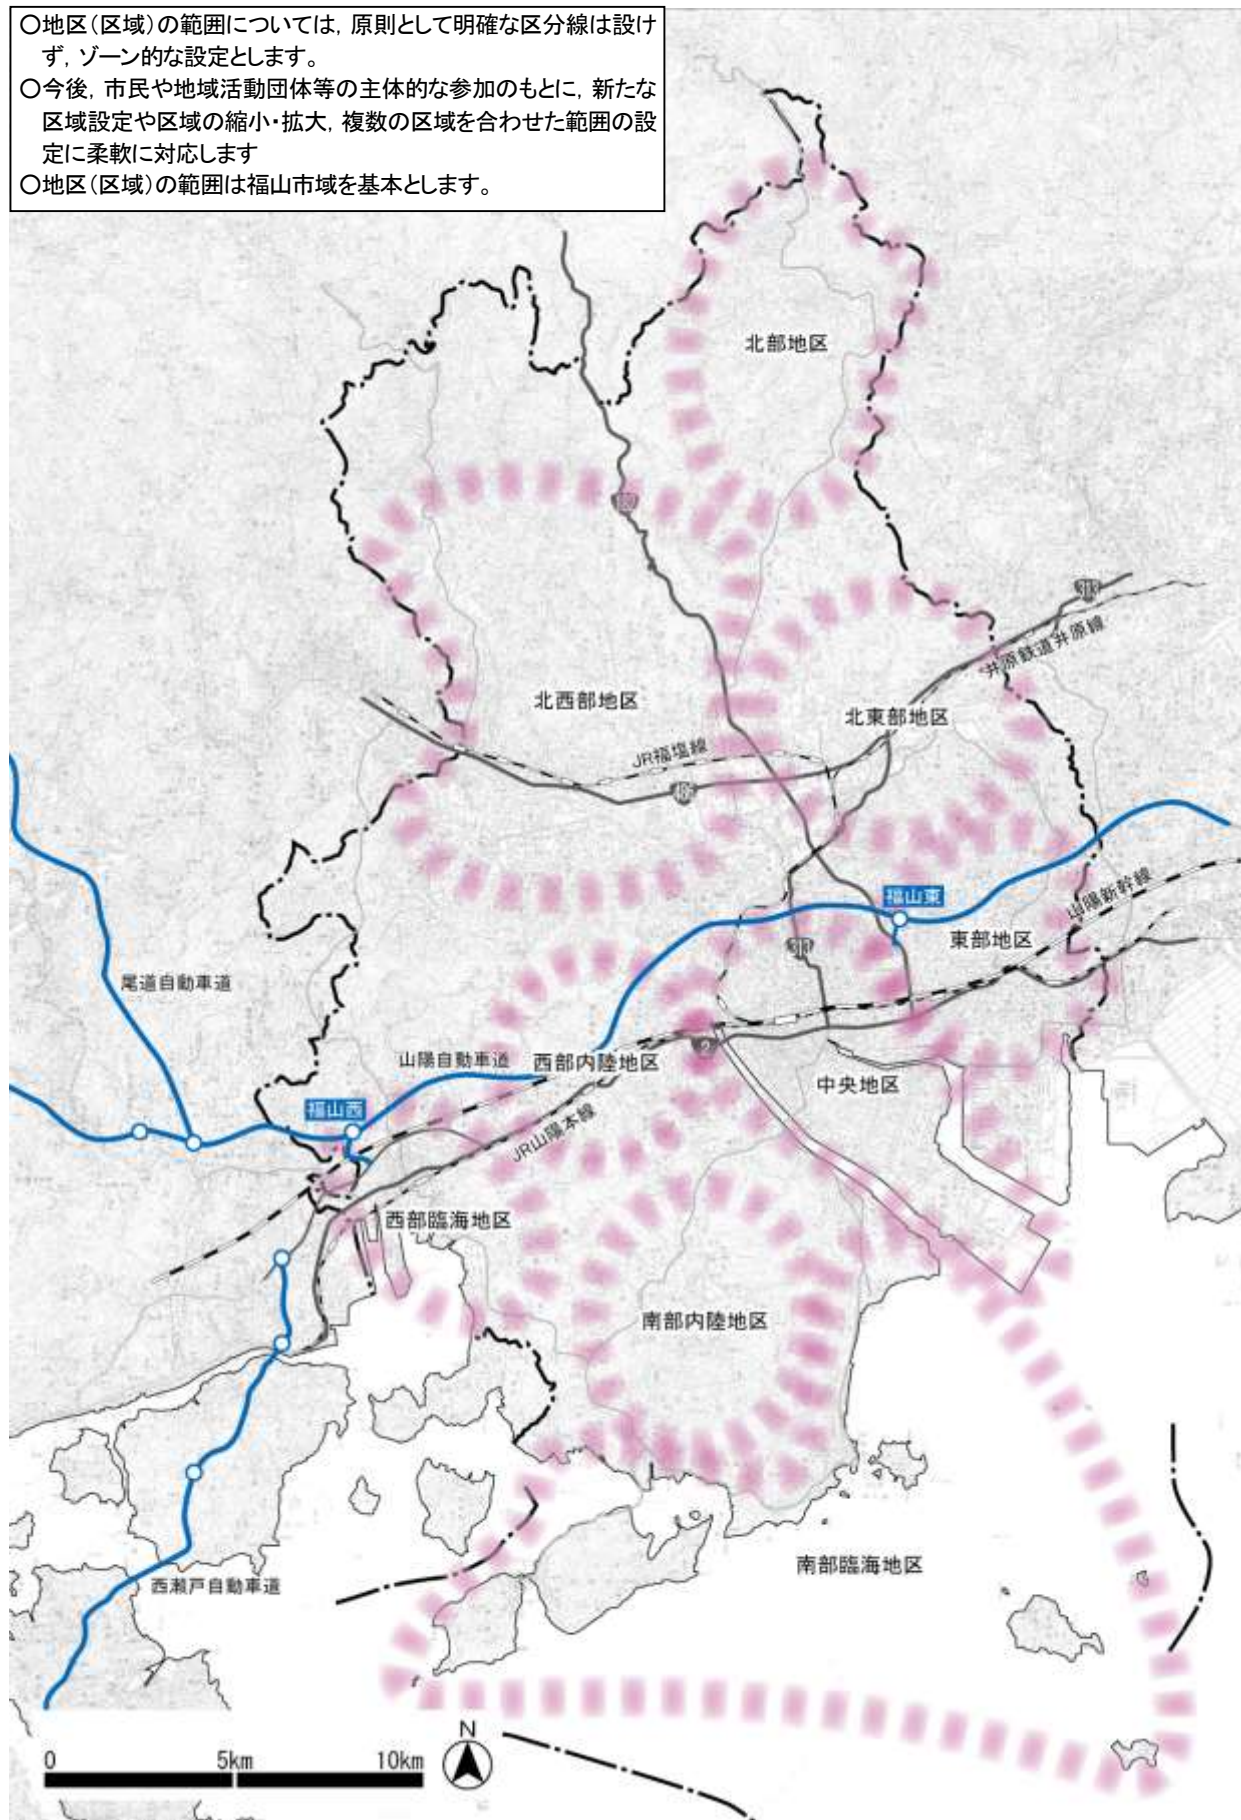 ○地区（区域）の範囲については，原則として明確な区分線は設け
ず，ゾーン的な設定とします。
○今後，市民や地域活動団体等の主体的な参加のもとに，新たな
区域設定や区域の縮小・拡大，複数の区域を合わせた範囲の設
定に柔軟に対応します
○地区（区域）の範囲は福山市域を基本とします。
北部地区
182
313
井原鉄道井原線
北西部地区
北東部地区
JR福塩線
486
福山東
山陽新幹線
東部地区
313
尾道自動車道
2
山陽自動車道
西部内陸地区
中央地区
福山西
JR山陽本線
西部臨海地区
南部内陸地区
南部臨海地区
西瀬戸自動車道
N
0 5km 10km